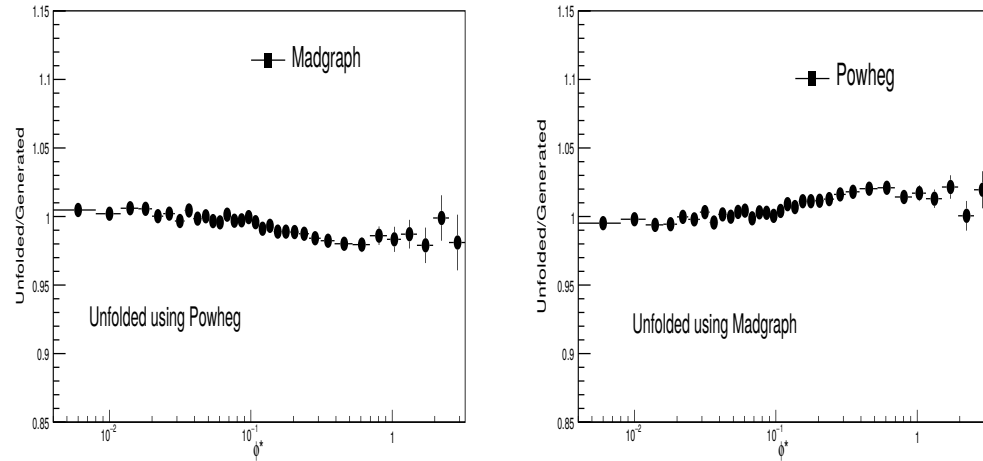 1.15
1.1
1.05
1
0.95
0.9
0.85
Unfolded/Generated
Madgraph
Unfolded using Powheg
10⁻²
10⁻¹
1
ϕ*
1.15
1.1
1.05
1
0.95
0.9
0.85
Unfolded/Generated
Powheg
Unfolded using Madgraph
10⁻²
10⁻¹
1
ϕ*